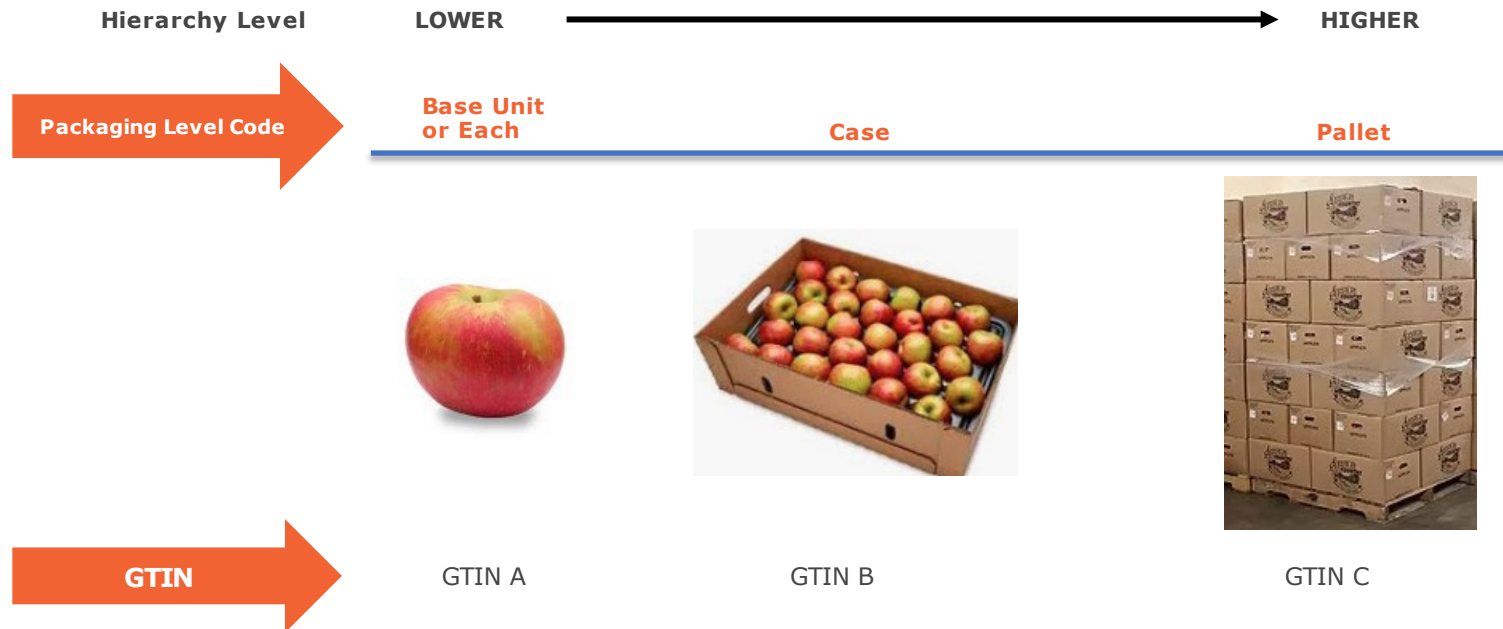 Hierarchy Level LOWER HIGHER
Packaging Level Code
Base Unit
or Each
Case
Pallet
GTIN
GTIN A
GTIN B
GTIN C